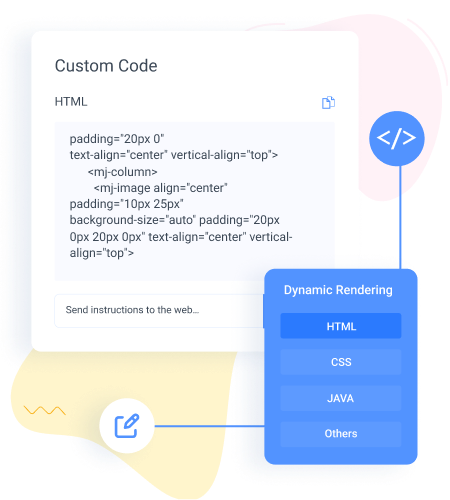 Custom Code
HTML
padding="20px 0"
text-align="center" vertical-align="top">
<mj-column>
<mj-image align="center"
padding="10px 25px"
background-size="auto" padding="20px
0px 20px 0px" text-align="center" vertical-
align="top">
Send instructions to the web...
</>
Dynamic Rendering
HTML
CSS
JAVA
Others